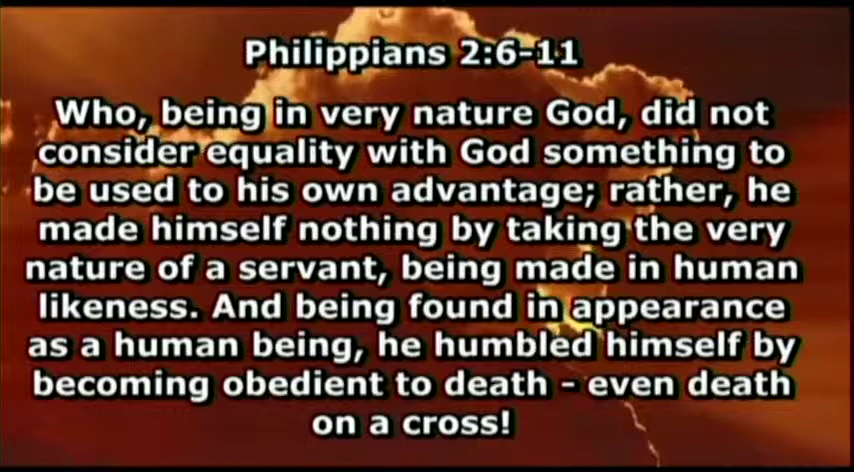 Philippians 2:6-11
Who, being in very nature God, did not
consider equality with God something to
be used to his own advantage; rather, he
made himself nothing by taking the very
nature of a servant, being made in human
likeness. And being found in appearance
as a human being, he humbled himself by
becoming obedient to death - even death
on a cross!